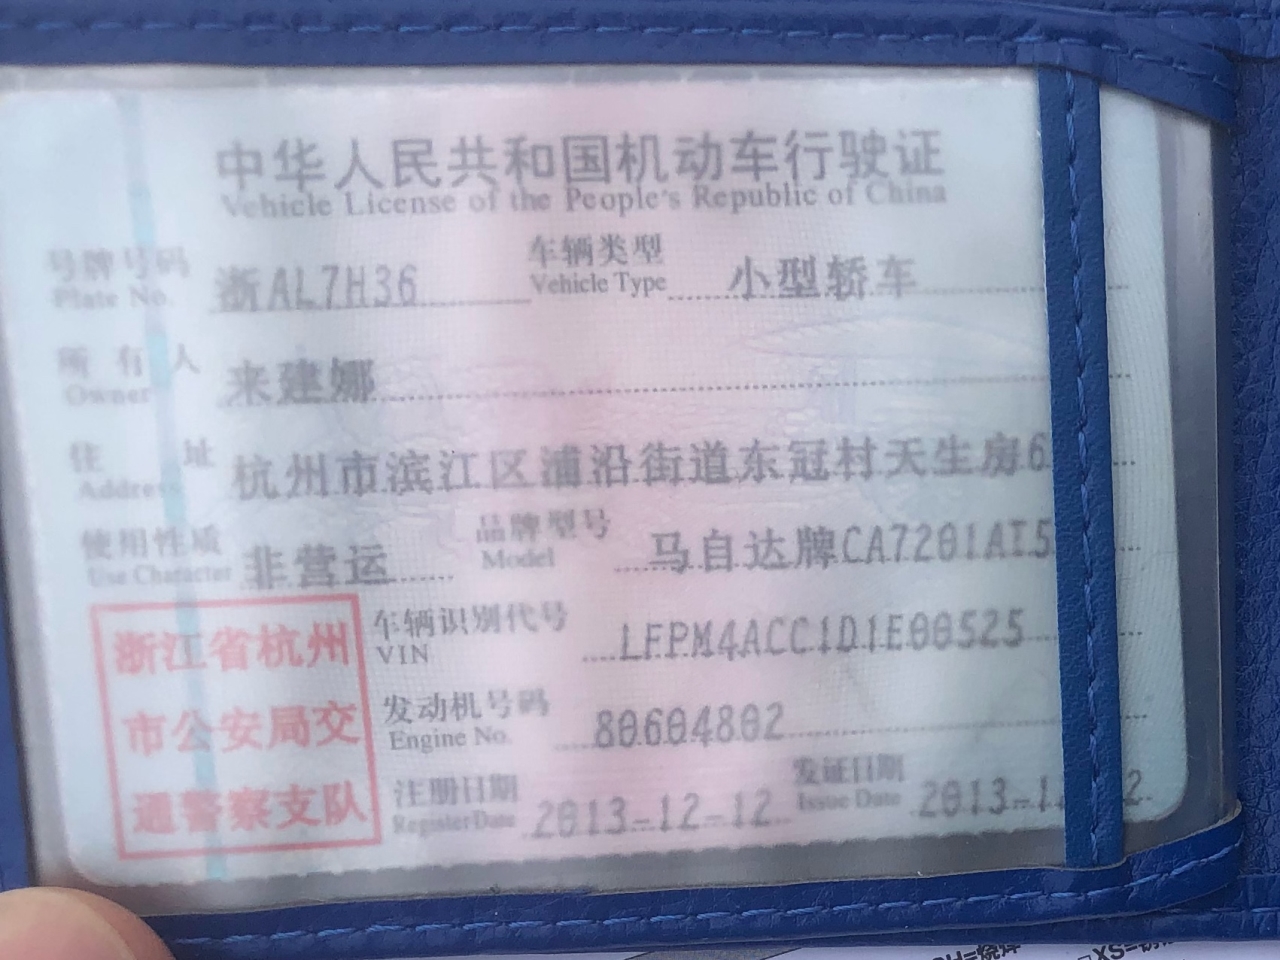 中华人民共和国机动车行驶证
Vehicle License of the People's Republic of China
号牌号码 浙AL7H36 车辆类型 小型轿车
Plate No. Vehicle Type
所有人 来建娜
Owner
住址 杭州市滨江区浦沿街道东冠村天生房6
Address
使用性质 非营运 品牌型号 马自达牌CA7201AI5
Use Character Model
浙江省杭州
市公安局交
通警察支队
车辆识别代号 LFPM4ACC1D1E00525
VIN
发动机号码 80604802
Engine No.
注册日期 2013-12-12 发证日期 2013-1 2
Register Date Issue Date